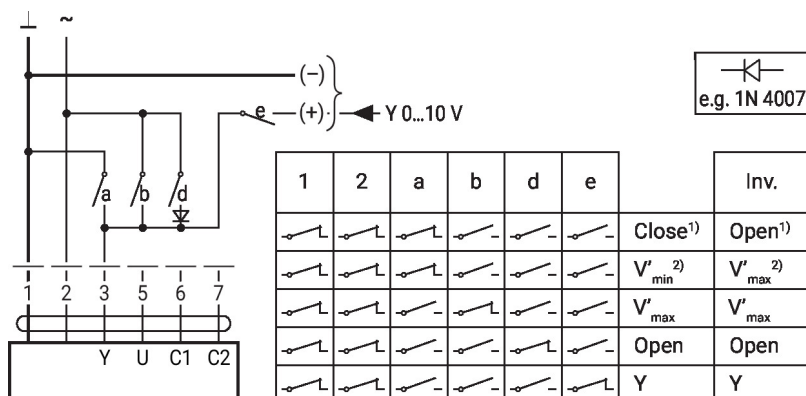 ⊥ ~
(–)
e (+) Y 0...10 V
e.g. 1N 4007
a b d
1 2 3 5 6 7
Y U C1 C2
1 2 a b d e Inv.
Close¹⁾ Open¹⁾
V'min²⁾ V'max²⁾
V'max V'max
Open Open
Y Y